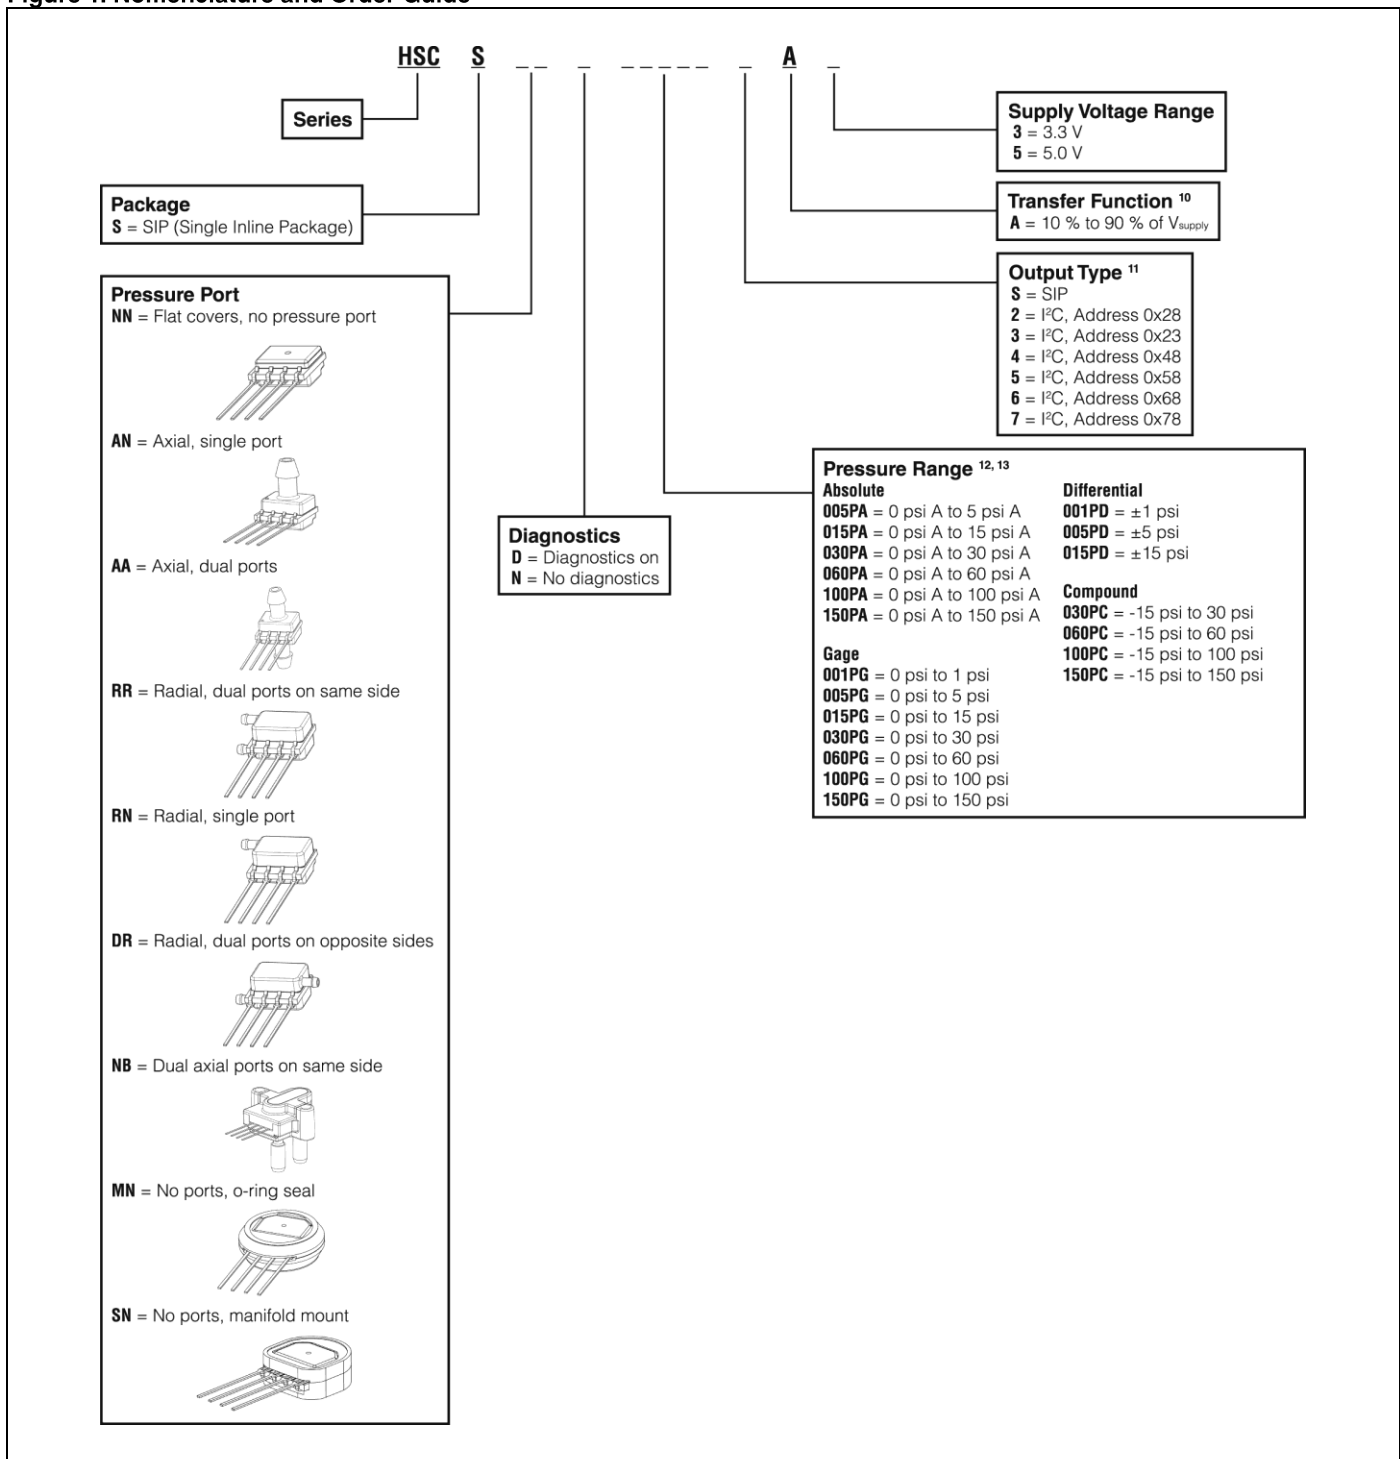 HSC S _ _ _ _ _ _ _ _ _ A _
Series
Supply Voltage Range
3 = 3.3 V
5 = 5.0 V
Package
S = SIP (Single Inline Package)
Transfer Function 10
A = 10 % to 90 % of Vsupply
Output Type 11
S = SIP
2 = I²C, Address 0x28
3 = I²C, Address 0x23
4 = I²C, Address 0x48
5 = I²C, Address 0x58
6 = I²C, Address 0x68
7 = I²C, Address 0x78
Pressure Port
NN = Flat covers, no pressure port
AN = Axial, single port
AA = Axial, dual ports
RR = Radial, dual ports on same side
RN = Radial, single port
DR = Radial, dual ports on opposite sides
NB = Dual axial ports on same side
MN = No ports, o-ring seal
SN = No ports, manifold mount
Diagnostics
D = Diagnostics on
N = No diagnostics
Pressure Range 12, 13
Absolute
005PA = 0 psi A to 5 psi A
015PA = 0 psi A to 15 psi A
030PA = 0 psi A to 30 psi A
060PA = 0 psi A to 60 psi A
100PA = 0 psi A to 100 psi A
150PA = 0 psi A to 150 psi A
Gage
001PG = 0 psi to 1 psi
005PG = 0 psi to 5 psi
015PG = 0 psi to 15 psi
030PG = 0 psi to 30 psi
060PG = 0 psi to 60 psi
100PG = 0 psi to 100 psi
150PG = 0 psi to 150 psi
Differential
001PD = ±1 psi
005PD = ±5 psi
015PD = ±15 psi
Compound
030PC = -15 psi to 30 psi
060PC = -15 psi to 60 psi
100PC = -15 psi to 100 psi
150PC = -15 psi to 150 psi